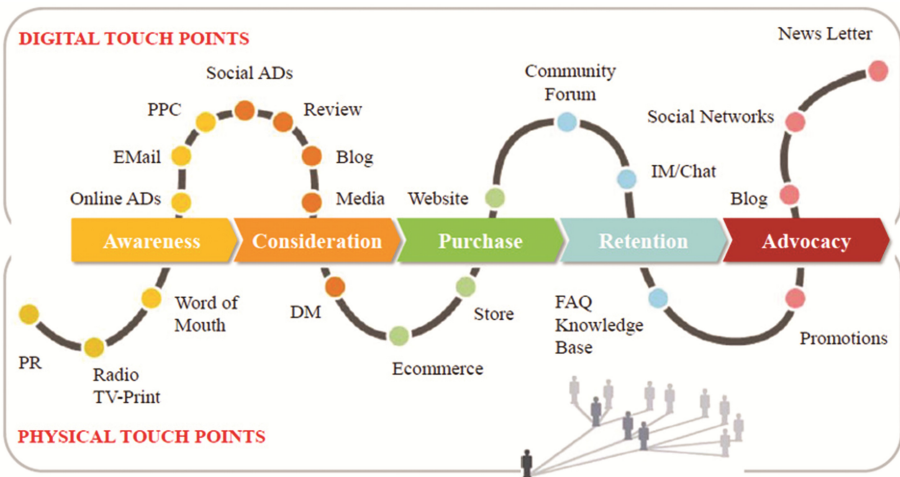 DIGITAL TOUCH POINTS
News Letter
Social ADs
Community
Forum
PPC
Review
Social Networks
EMail
Blog
IM/Chat
Online ADs
Media
Website
Blog
Awareness
Consideration
Purchase
Retention
Advocacy
Word of
Mouth
DM
Store
FAQ
Knowledge
Base
Promotions
PR
Radio
TV-Print
Ecommerce
PHYSICAL TOUCH POINTS